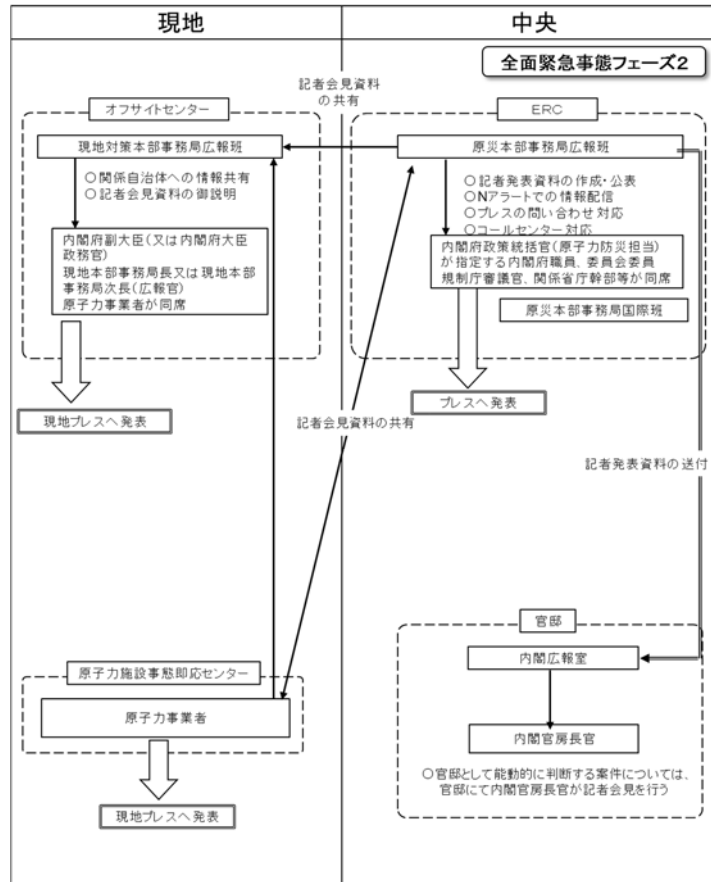 現地
中央
全面緊急事態フェーズ2
記者会見資料
の共有
オフサイトセンター
ERC
現地対策本部事務局広報班
原災本部事務局広報班
○関係自治体への情報共有
○記者会見資料の御説明
○記者発表資料の作成・公表
○Nアラートでの情報配信
○プレスの問い合わせ対応
○コールセンター対応
内閣府副大臣(又は内閣府大臣
政務官)
現地本部事務局長又は現地本部
事務局次長(広報官)
原子力事業者が同席
内閣府政策統括官(原子力防災担当)
が指定する内閣府職員、委員会委員
規制庁審議官、関係省庁幹部等が同席
原災本部事務局国際班
現地プレスへ発表
プレスへ発表
記者会見資料の共有
記者発表資料の送付
官邸
内閣広報室
内閣官房長官
○官邸として能動的に判断する案件については、
官邸にて内閣官房長官が記者会見を行う
原子力施設事態即応センター
原子力事業者
現地プレスへ発表